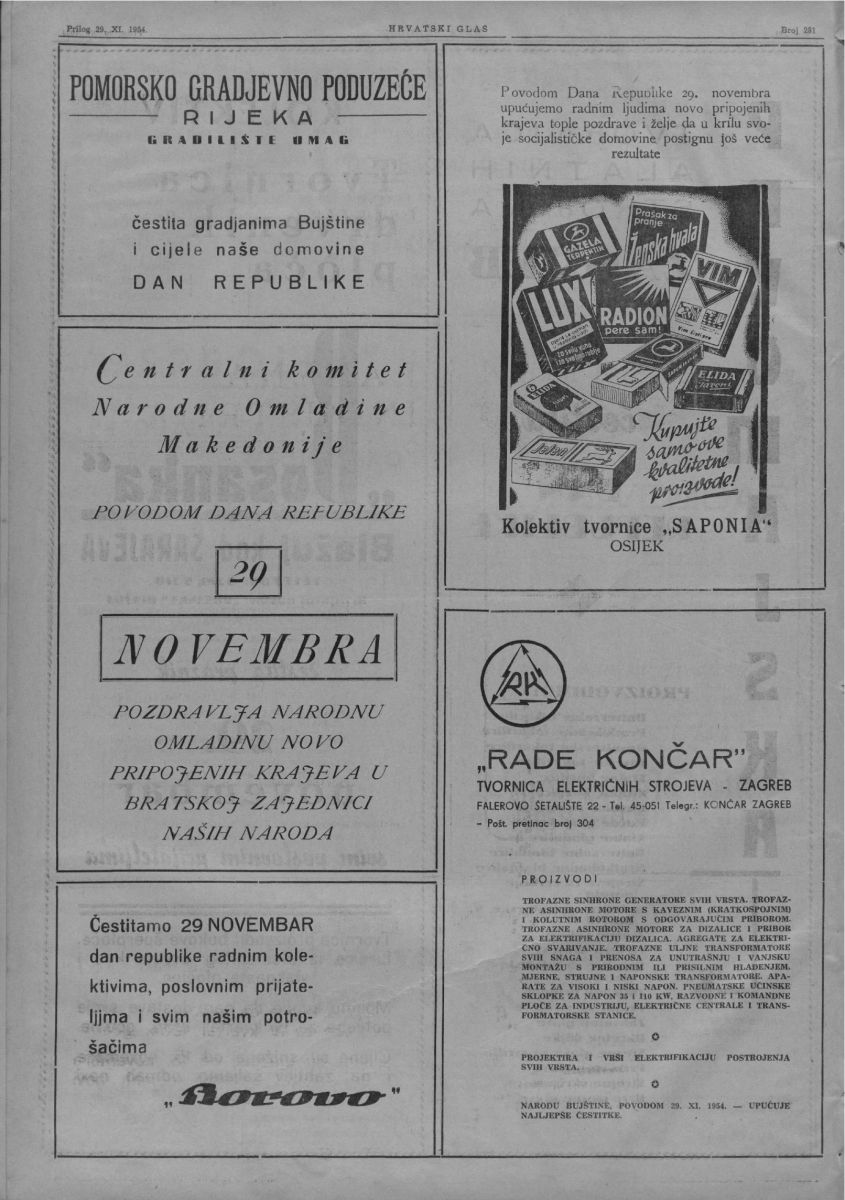 Prilog 29. XI. 1954.
HRVATSKI GLAS
Broj 281
POMORSKO GRADJEVNO PODUZEĆE
RIJEKA
GRADILIŠTE UMAG
čestita gradjanima Bujštine
i cijele naše domovine
DAN REPUBLIKE
Centralni komitet
Narodne Omladine
Makedonije
POVODOM DANA REPUBLIKE
29
NOVEMBRA
POZDRAVLJA NARODNU
OMLADINU NOVO
PRIPOJENIH KRAJEVA U
BRATSKOJ ZAJEDNICI
NAŠIH NARODA
Čestitamo 29 NOVEMBAR
dan republike radnim kole-
ktivima, poslovnim prijate-
ljjma i svim našim potro-
šačima
„Borovo"
Povodom Dana Republike 29. novembra
upućujemo radnim ljudima novo pripojenih
krajeva tople pozdrave i želje da u krilu svo-
je socijalističke domovine postignu još veće
rezultate
GAZELA
TERPENTIN
Prašak za
pranje
Ženska hvala
VIM
LUX
RADION
pere sam!
ELIDA
Kupujte
samo ove
kvalitetne
proizvode!
Kolektiv tvornice „SAPONIA"
OSIJEK
RK
„RADE KONČAR"
TVORNICA ELEKTRIČNIH STROJEVA - ZAGREB
FALEROVO ŠETALIŠTE 22 - Tel. 45-051 Telegr.: KONČAR ZAGREB
- Pošt. pretinac broj 304
PROIZVODI
TROFAZNE SINHRONE GENERATORE SVIH VRSTA. TROFAZ-
NE ASINHRONE MOTORE S KAVEZNIM (KRATKOSPOJNIM)
I KOLUTNIM ROTOROM S ODGOVARAJUĆIM PRIBOROM.
TROFAZNE ASINHRONE MOTORE ZA DIZALICE I PRIBOR
ZA ELEKTRIFIKACIJU DIZALICA. AGREGATE ZA ELEKTRI-
ČNO SVARIVANJE. TROFAZNE ULJNE TRANSFORMATORE
SVIH SNAGA I PRENOSA ZA UNUTRAŠNJU I VANJSKU
MONTAŽU S PRIRODNIM ILI PRISILNIM HLAĐENJEM.
MJERNE, STRUJNE I NAPONSKE TRANSFORMATORE. APA-
RATE ZA VISOKI I NISKI NAPON. PNEUMATSKE UČINSKE
SKLOPKE ZA NAPON 35 I 110 KW. RAZVODNE I KOMANDNE
PLOČE ZA INDUSTRIJU, ELEKTRIČNE CENTRALE I TRANS-
FORMATORSKE STANICE.
PROJEKTIRA I VRŠI ELEKTRIFIKACIJU POSTROJENJA
SVIH VRSTA.
NARODU BUJŠTINE, POVODOM 29. XI. 1954. — UPUĆUJE
NAJLJEPŠE ČESTITKE.